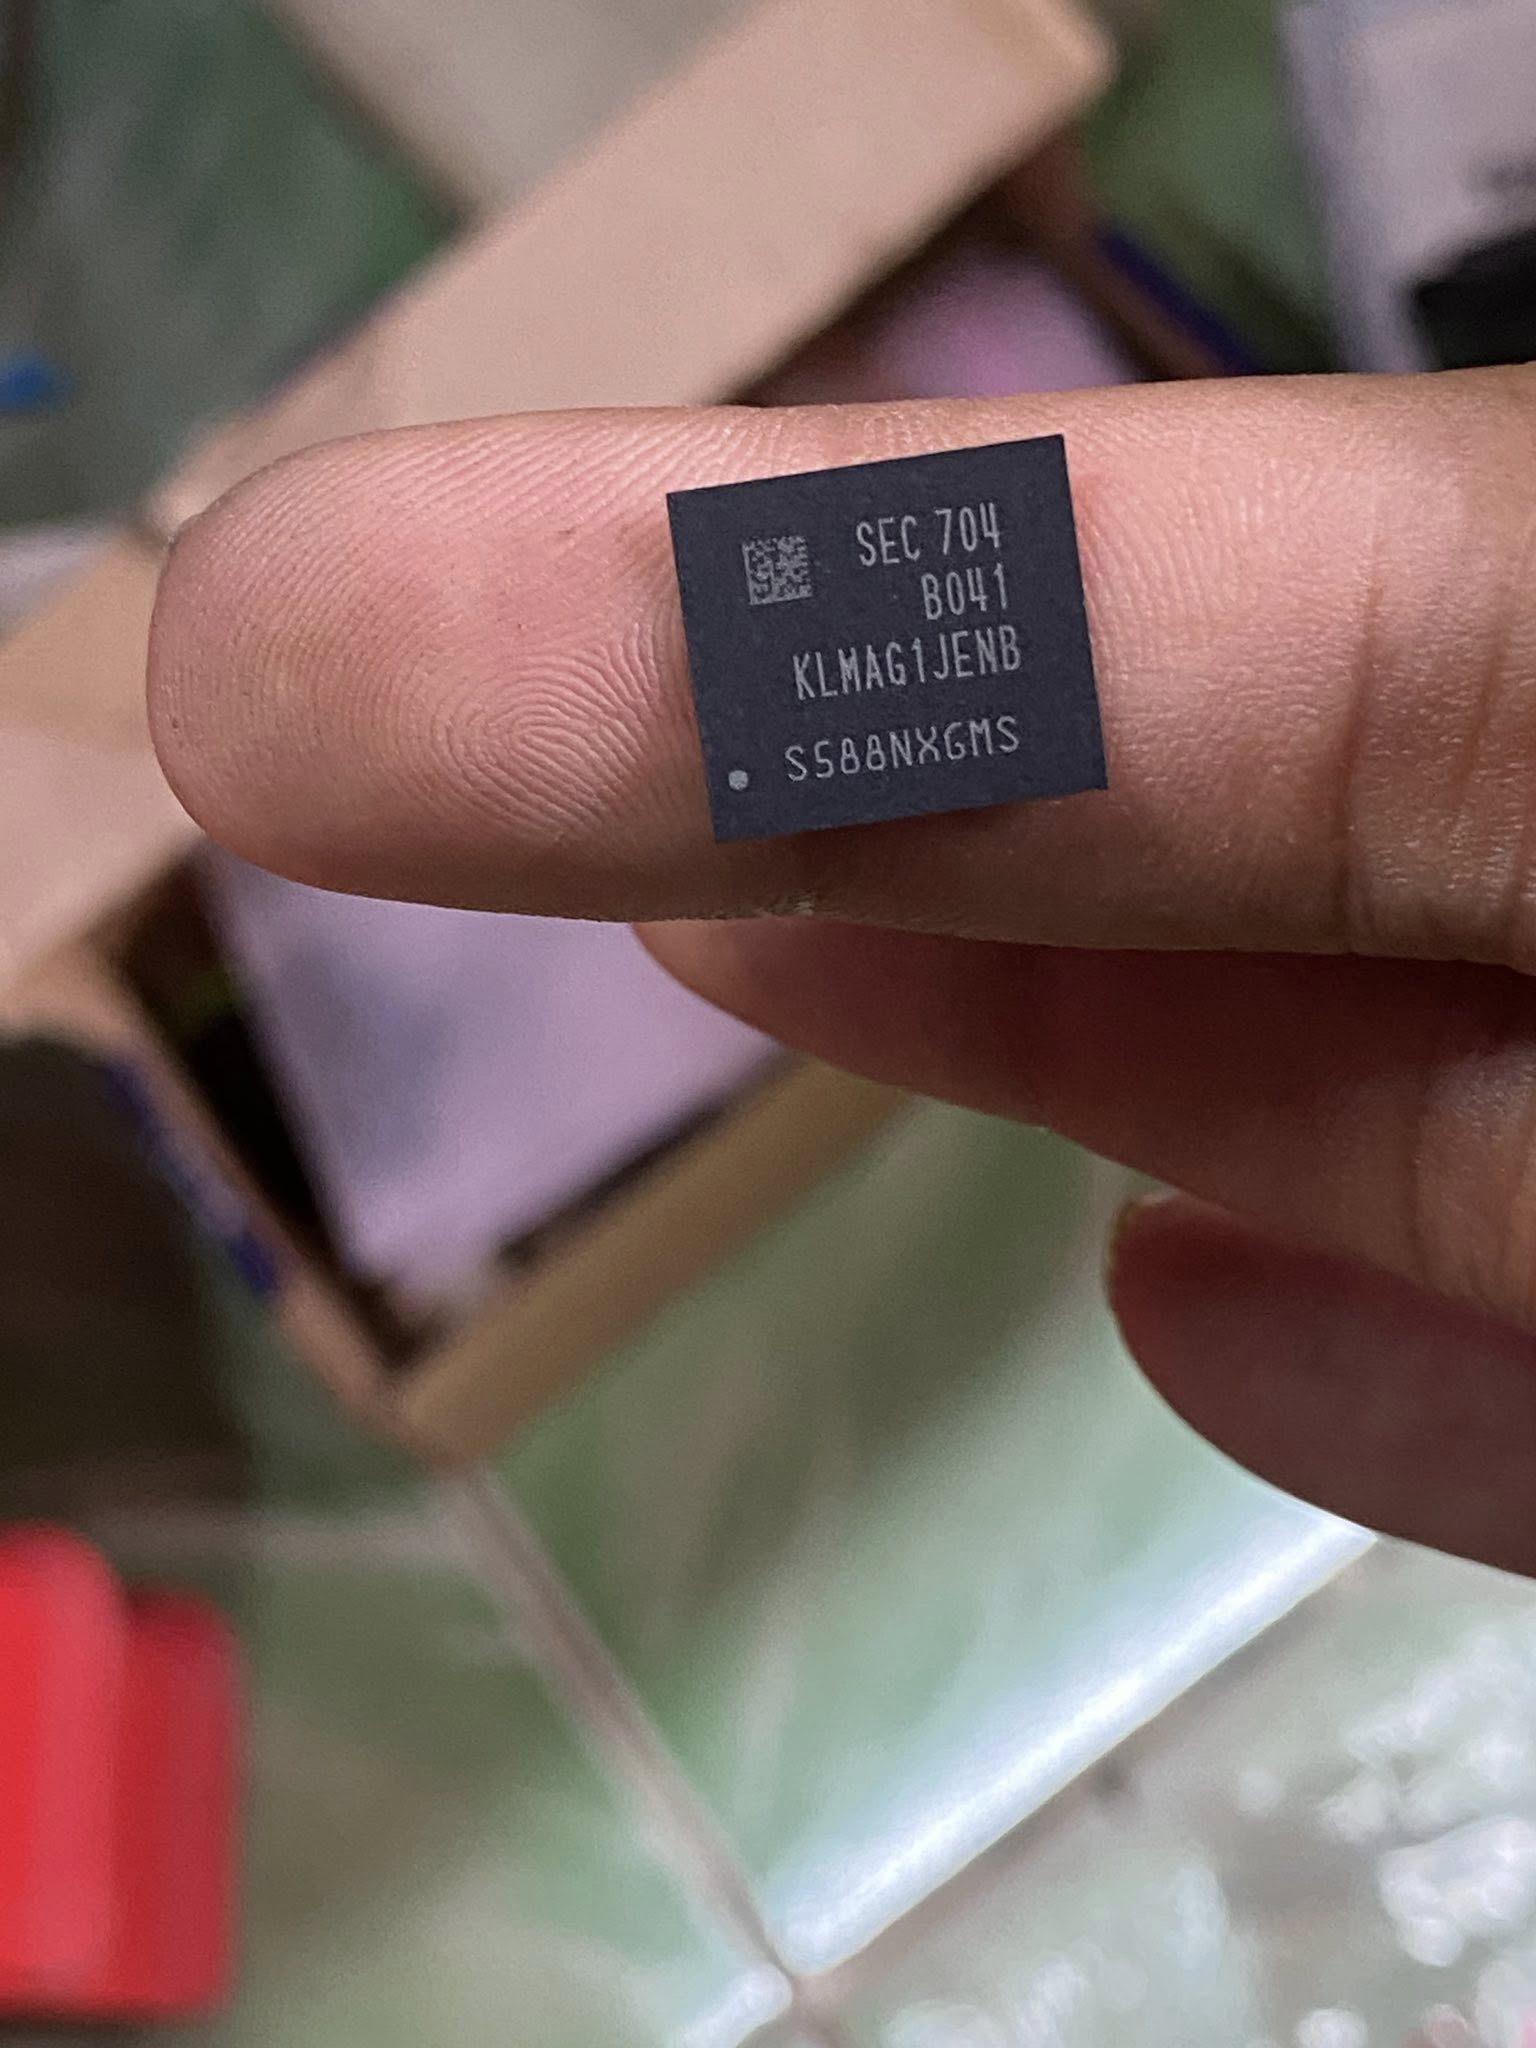 SEC 704
B041
KLMAG1JENB
S588NXGMS